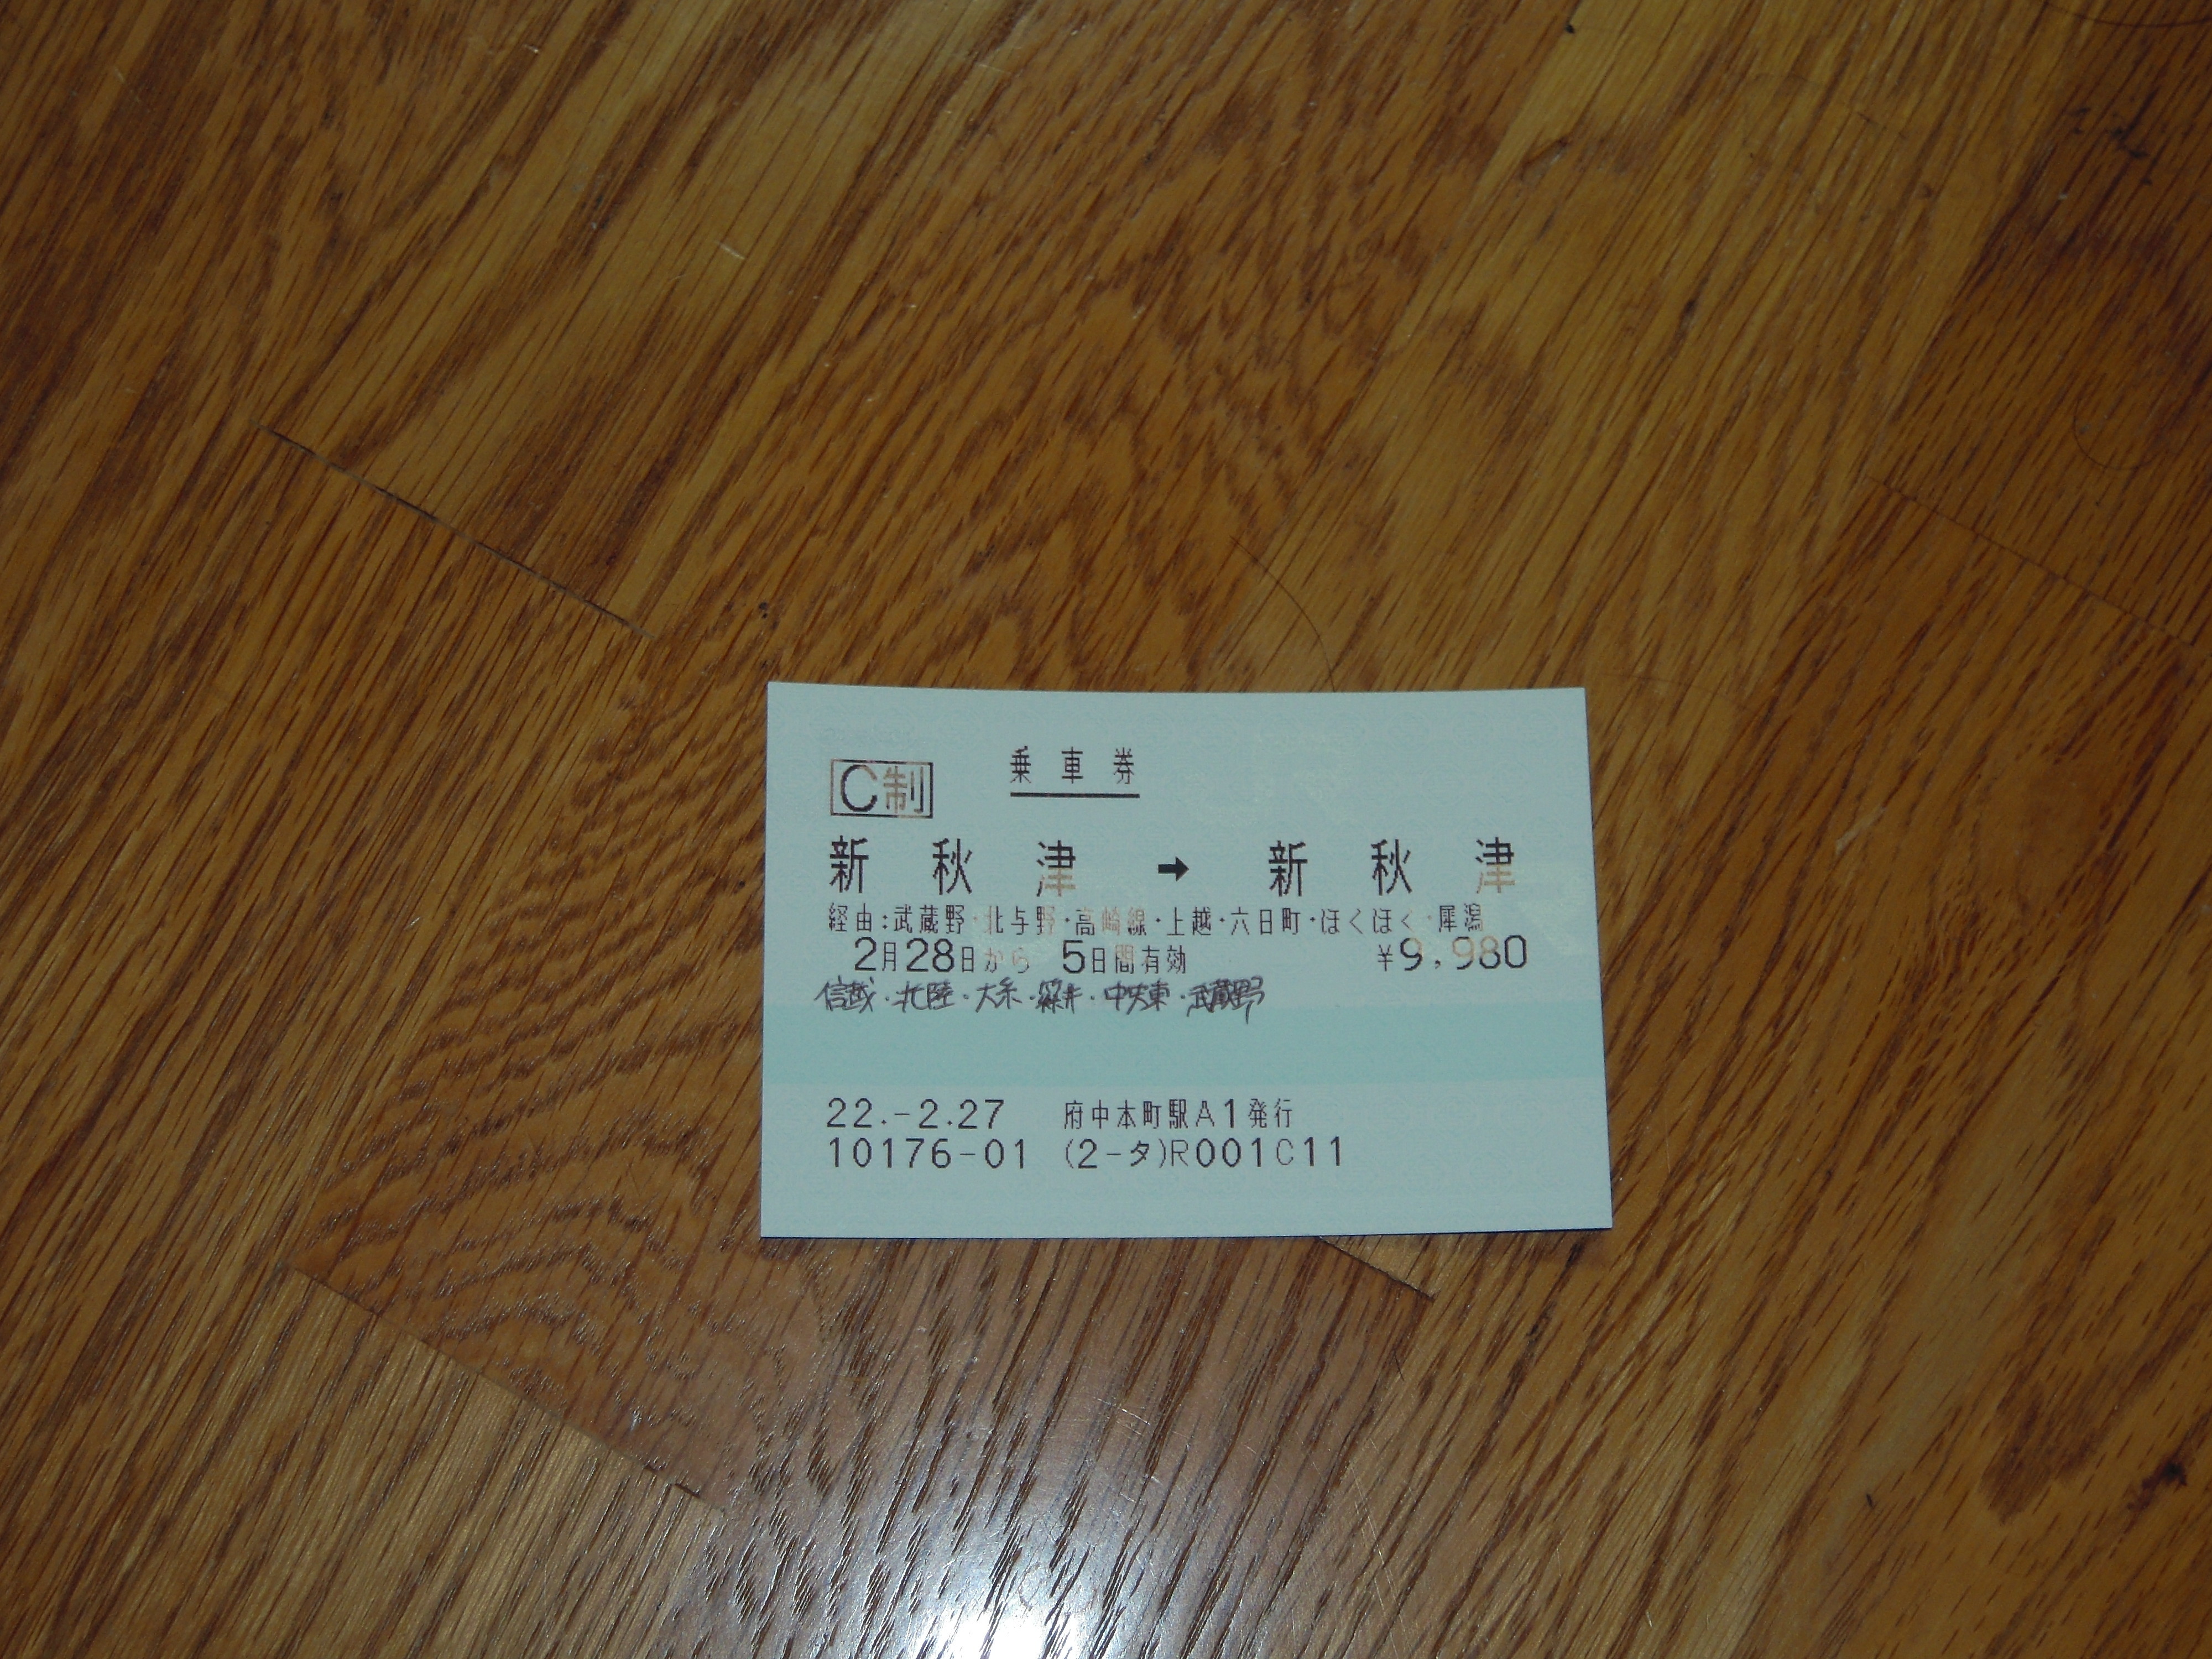 C制 乗車券
新秋津 → 新秋津
経由:武蔵野・北与野・高崎線・上越・六日町・ほくほく・犀潟
2月28日から 5日間有効 ¥9,980
信越・北陸・大糸・篠ノ井・中央東・武蔵野
22.-2.27 府中本町駅A1発行
10176-01 (2-タ)R001C11